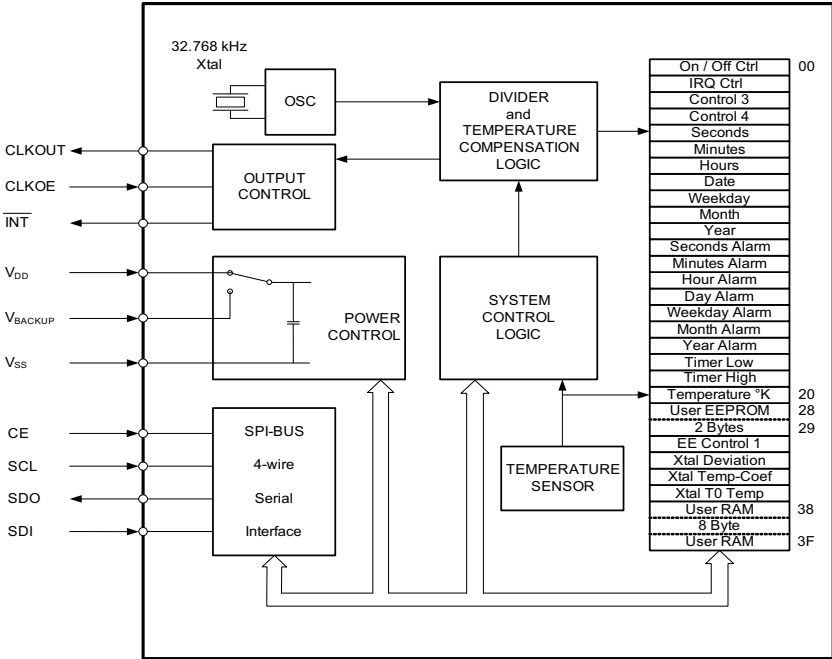 32.768 kHz
Xtal
OSC
DIVIDER
and
TEMPERATURE
COMPENSATION
LOGIC
CLKOUT
CLKOE
INT
OUTPUT
CONTROL
VDD
VBACKUP
VSS
POWER
CONTROL
SYSTEM
CONTROL
LOGIC
CE
SCL
SDO
SDI
SPI-BUS
4-wire
Serial
Interface
TEMPERATURE
SENSOR
On / Off Ctrl 00
IRQ Ctrl
Control 3
Control 4
Seconds
Minutes
Hours
Date
Weekday
Month
Year
Seconds Alarm
Minutes Alarm
Hour Alarm
Day Alarm
Weekday Alarm
Month Alarm
Year Alarm
Timer Low
Timer High
Temperature °K 20
User EEPROM 28
2 Bytes 29
EE Control 1
Xtal Deviation
Xtal Temp-Coef
Xtal T0 Temp
User RAM 38
8 Byte
User RAM 3F